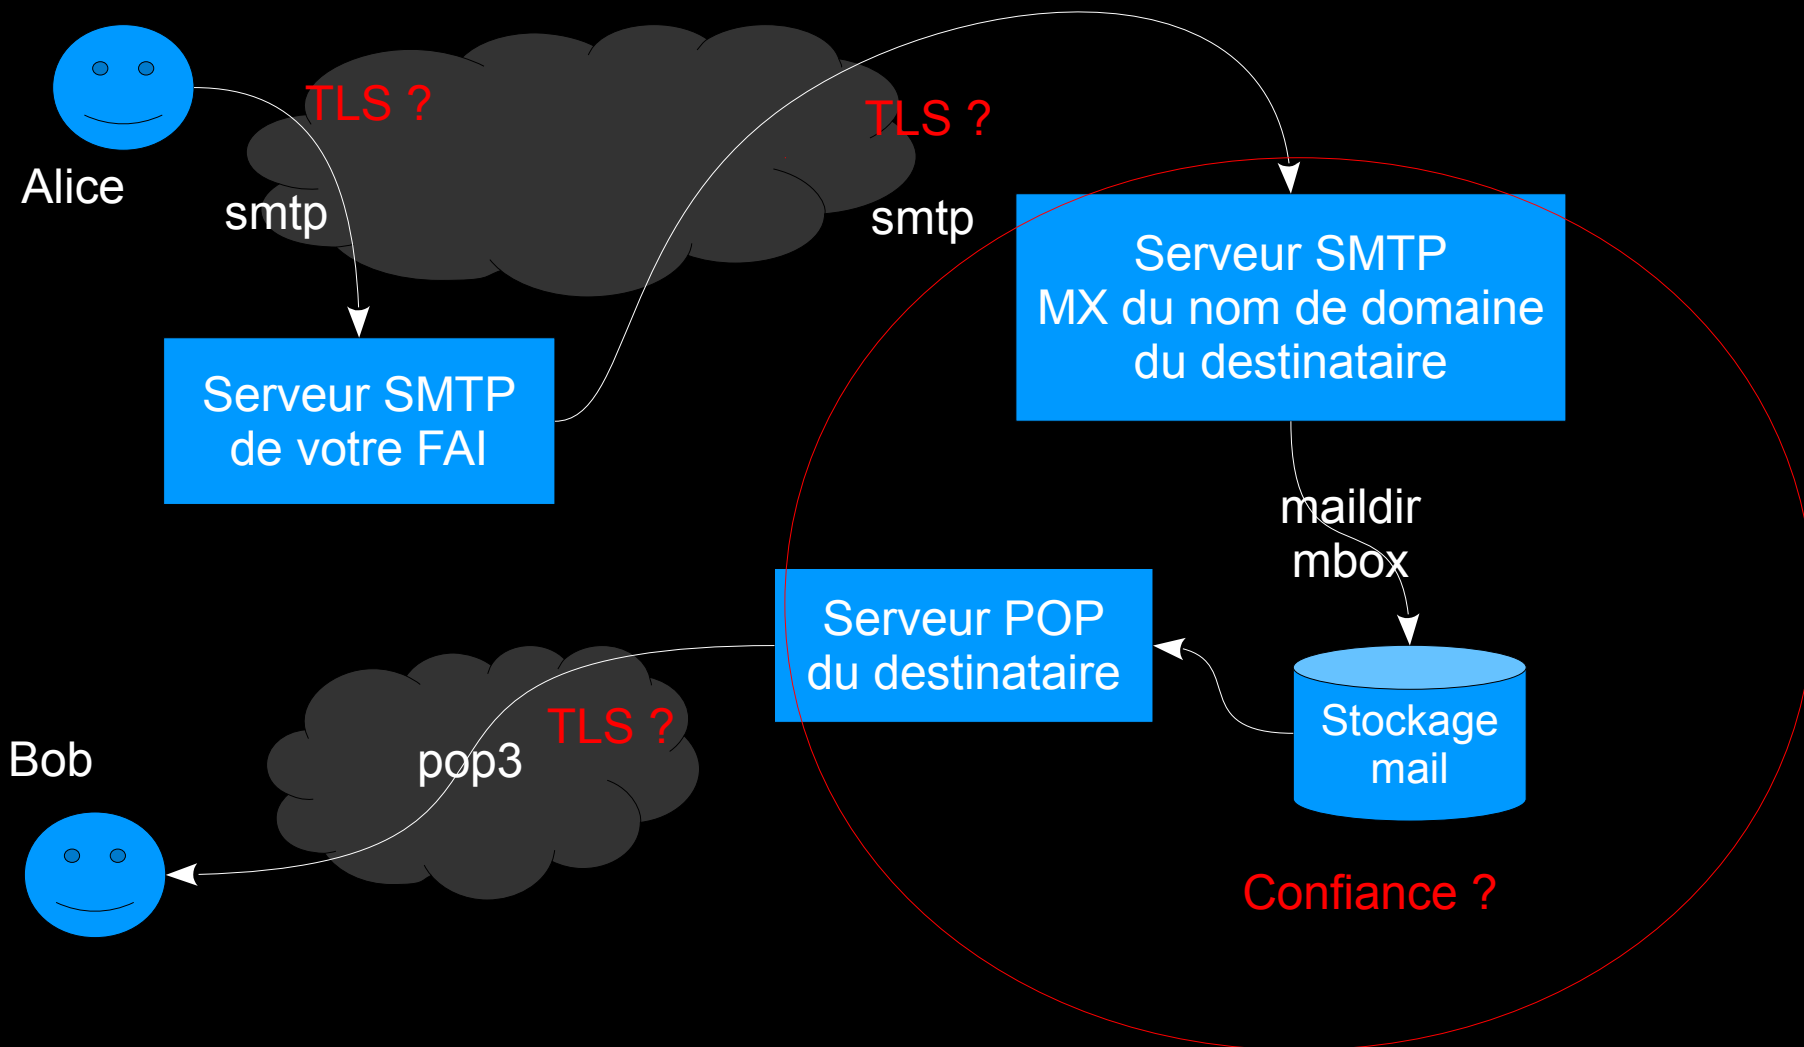 TLS ?
TLS ?
Alice
smtp
smtp
Serveur SMTP
MX du nom de domaine
du destinataire
Serveur SMTP
de votre FAI
maildir
mbox
Serveur POP
du destinataire
TLS ?
pop3
Bob
Stockage
mail
Confiance ?